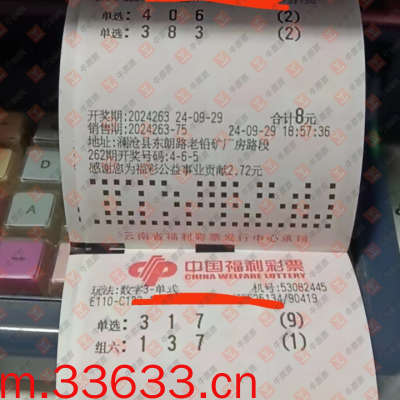 单选: 4 0 6 (2)
单选: 3 8 3 (2)
开奖期:2024263 24-09-29 合计8元
销售期:2024263-75 24-09-29 18:57:36
地址:澜沧县东朗路老铅矿厂房路段
262期开奖号码:4-6-5
感谢您为福彩公益事业贡献2.72元
云南省福利彩票发行中心承销
中国福利彩票
CHINA WELFARE LOTTERY
玩法:数字3-单式 机号:53082445
/90419
单选: 3 1 7 (9)
组六: 1 3 7 (1)
m.33633.cn